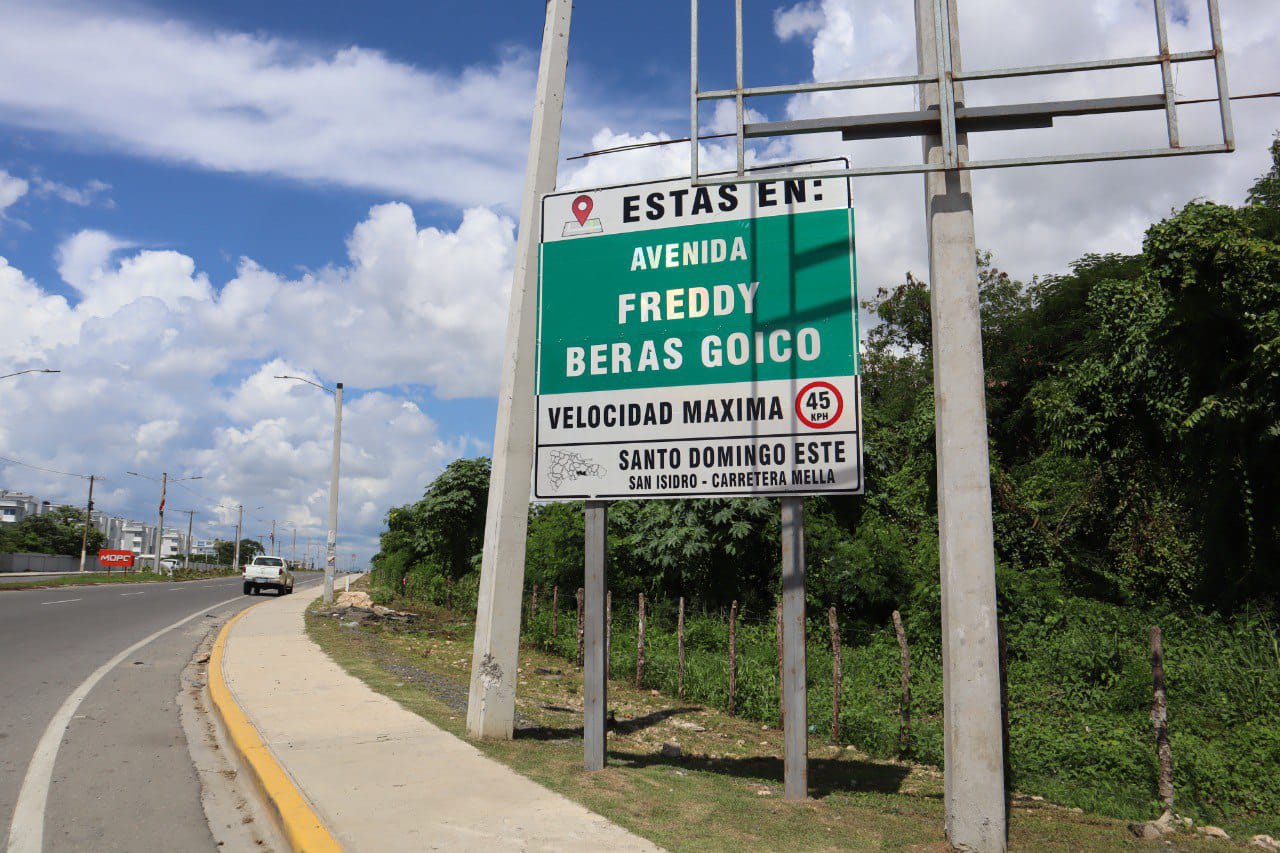 ESTAS EN:
AVENIDA
FREDDY
BERAS GOICO
VELOCIDAD MAXIMA 45 KPH
SANTO DOMINGO ESTE
SAN ISIDRO - CARRETERA MELLA
MOPC